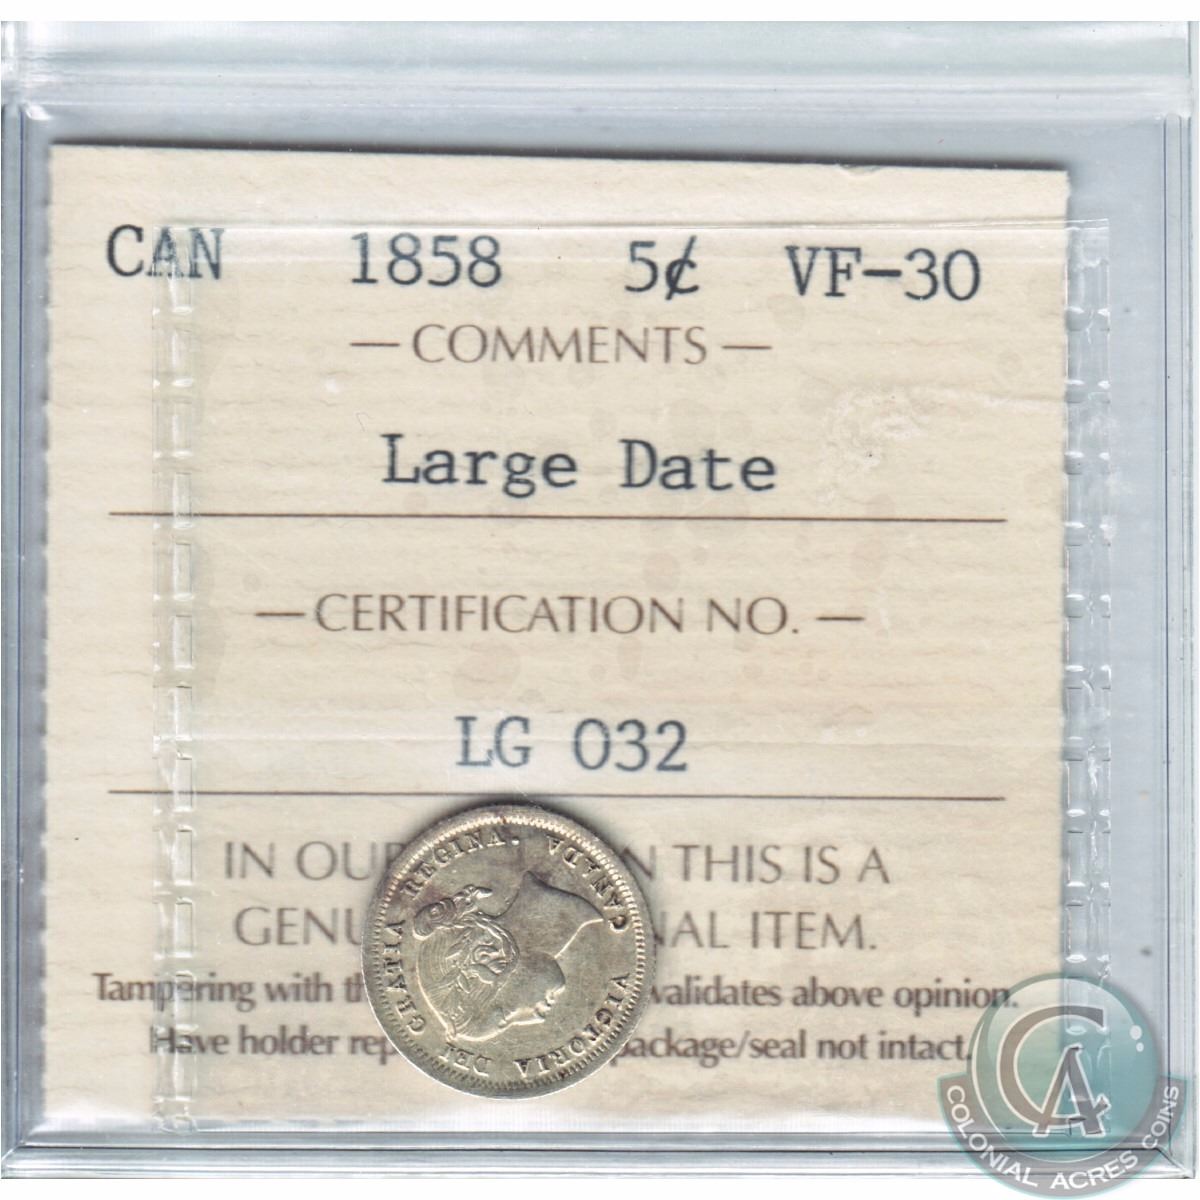 CAN 1858 5¢ VF-30
— COMMENTS —
Large Date
— CERTIFICATION NO. —
LG 032
IN OU N THIS IS A
GENU NAL ITEM.
Tampering with th validates above opinion.
Have holder rep package/seal not intact.
VICTORIA DEI GRATIA REGINA. CANADA
CA
COLONIAL ACRES COINS